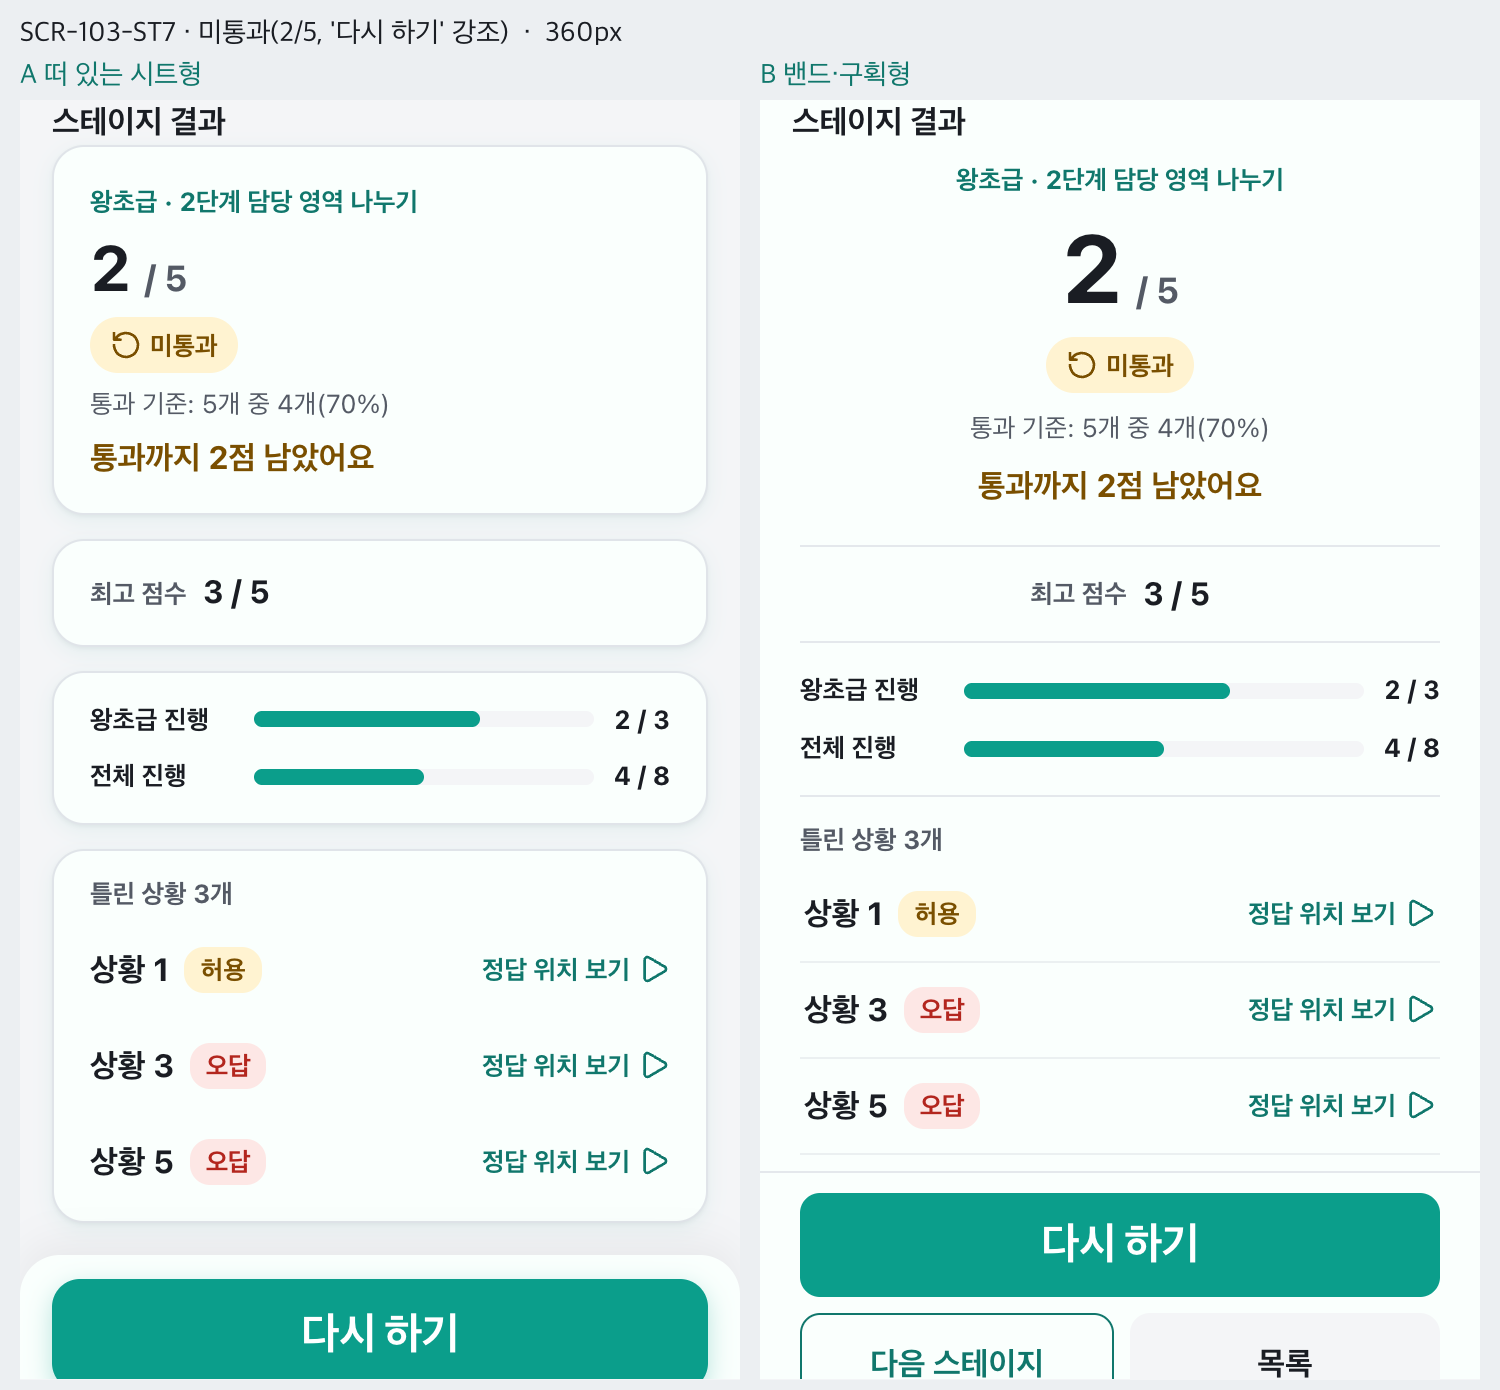 SCR-103-ST7 · 미통과(2/5, '다시 하기' 강조) · 360px
A 떠 있는 시트형
스테이지 결과
왕초급 · 2단계 담당 영역 나누기
2 / 5
미통과
통과 기준: 5개 중 4개(70%)
통과까지 2점 남았어요
최고 점수 3 / 5
왕초급 진행 2 / 3
전체 진행 4 / 8
틀린 상황 3개
상황 1 허용 정답 위치 보기
상황 3 오답 정답 위치 보기
상황 5 오답 정답 위치 보기
다시 하기
B 밴드·구획형
스테이지 결과
왕초급 · 2단계 담당 영역 나누기
2 / 5
미통과
통과 기준: 5개 중 4개(70%)
통과까지 2점 남았어요
최고 점수 3 / 5
왕초급 진행 2 / 3
전체 진행 4 / 8
틀린 상황 3개
상황 1 허용 정답 위치 보기
상황 3 오답 정답 위치 보기
상황 5 오답 정답 위치 보기
다시 하기
다음 스테이지 목록